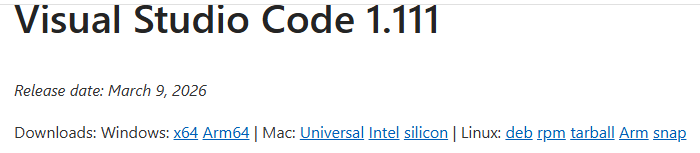 Visual Studio Code 1.111
Release date: March 9, 2026
Downloads: Windows: x64 Arm64 | Mac: Universal Intel silicon | Linux: deb rpm tarball Arm snap